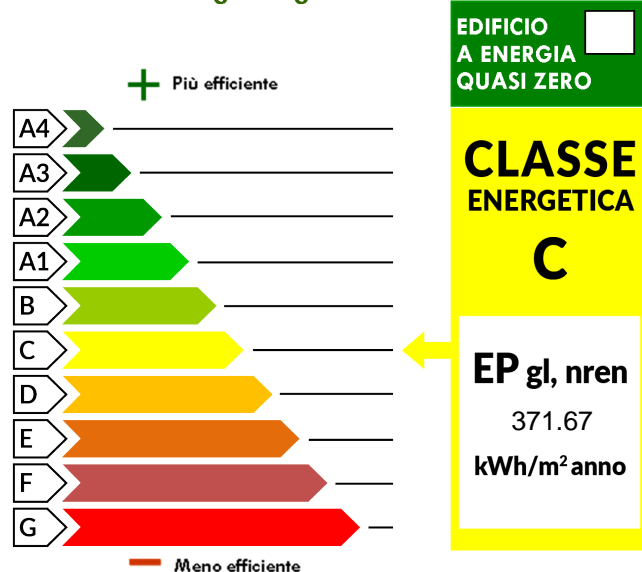 EDIFICIO
A ENERGIA
QUASI ZERO
Più efficiente
A4
A3
A2
A1
B
C
D
E
F
G
Meno efficiente
CLASSE
ENERGETICA
C
EP gl, nren
371.67
kWh/m² anno